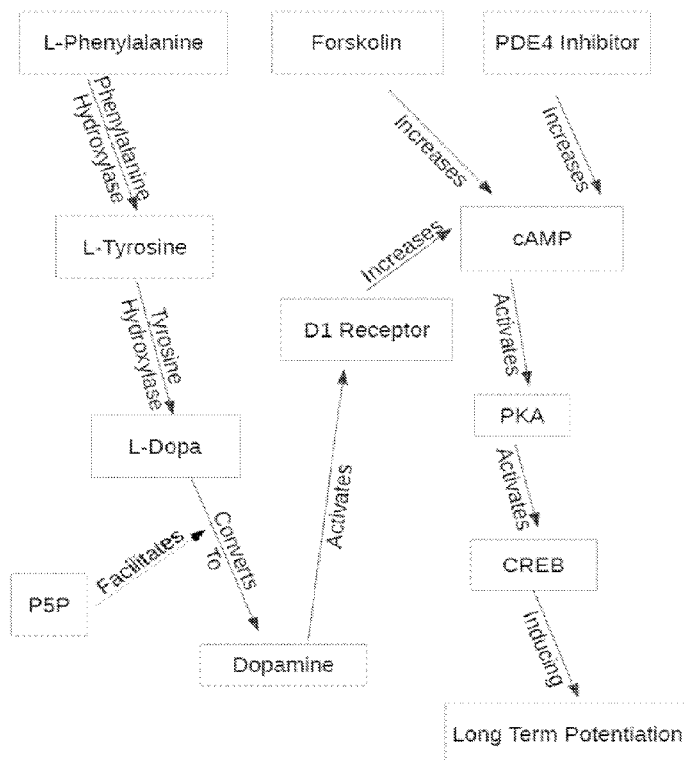 L-Phenylalanine
Forskolin
PDE4 Inhibitor
Phenylalanine
Hydroxylase
Increases
Increases
L-Tyrosine
cAMP
Increases
D1 Receptor
Tyrosine
Hydroxylase
Activates
PKA
L-Dopa
Activates
Activates
Converts
To
Facilitates
CREB
P5P
Inducing
Dopamine
Long Term Potentiation